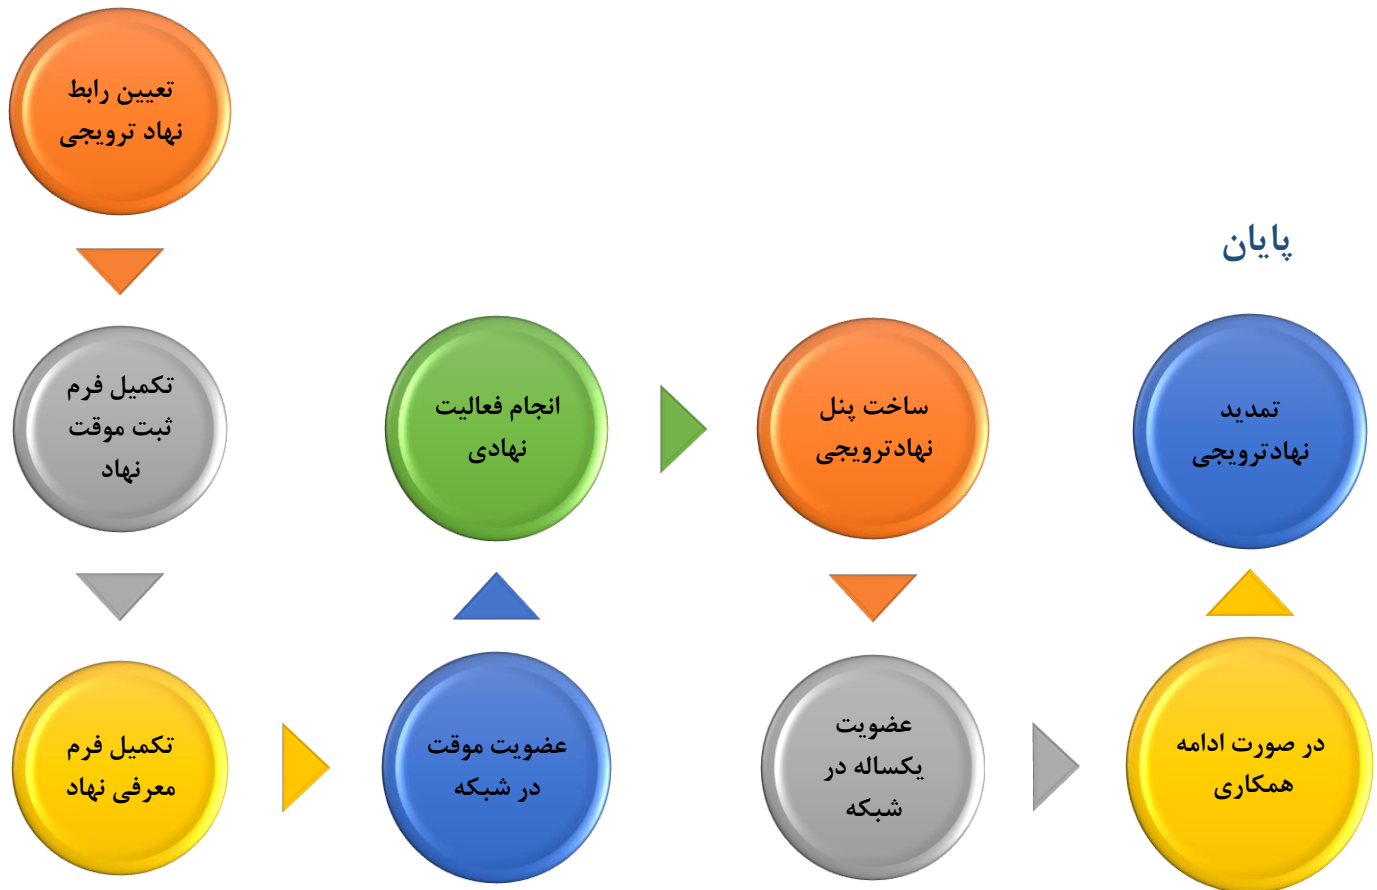 تعیین رابط
نهاد ترویجی
تکمیل فرم
ثبت موقت
نهاد
تکمیل فرم
معرفی نهاد
عضویت موقت
در شبکه
انجام فعالیت
نهادی
ساخت پنل
نهادترویجی
عضویت
یکساله در
شبکه
در صورت ادامه
همکاری
تمدید
نهادترویجی
پایان